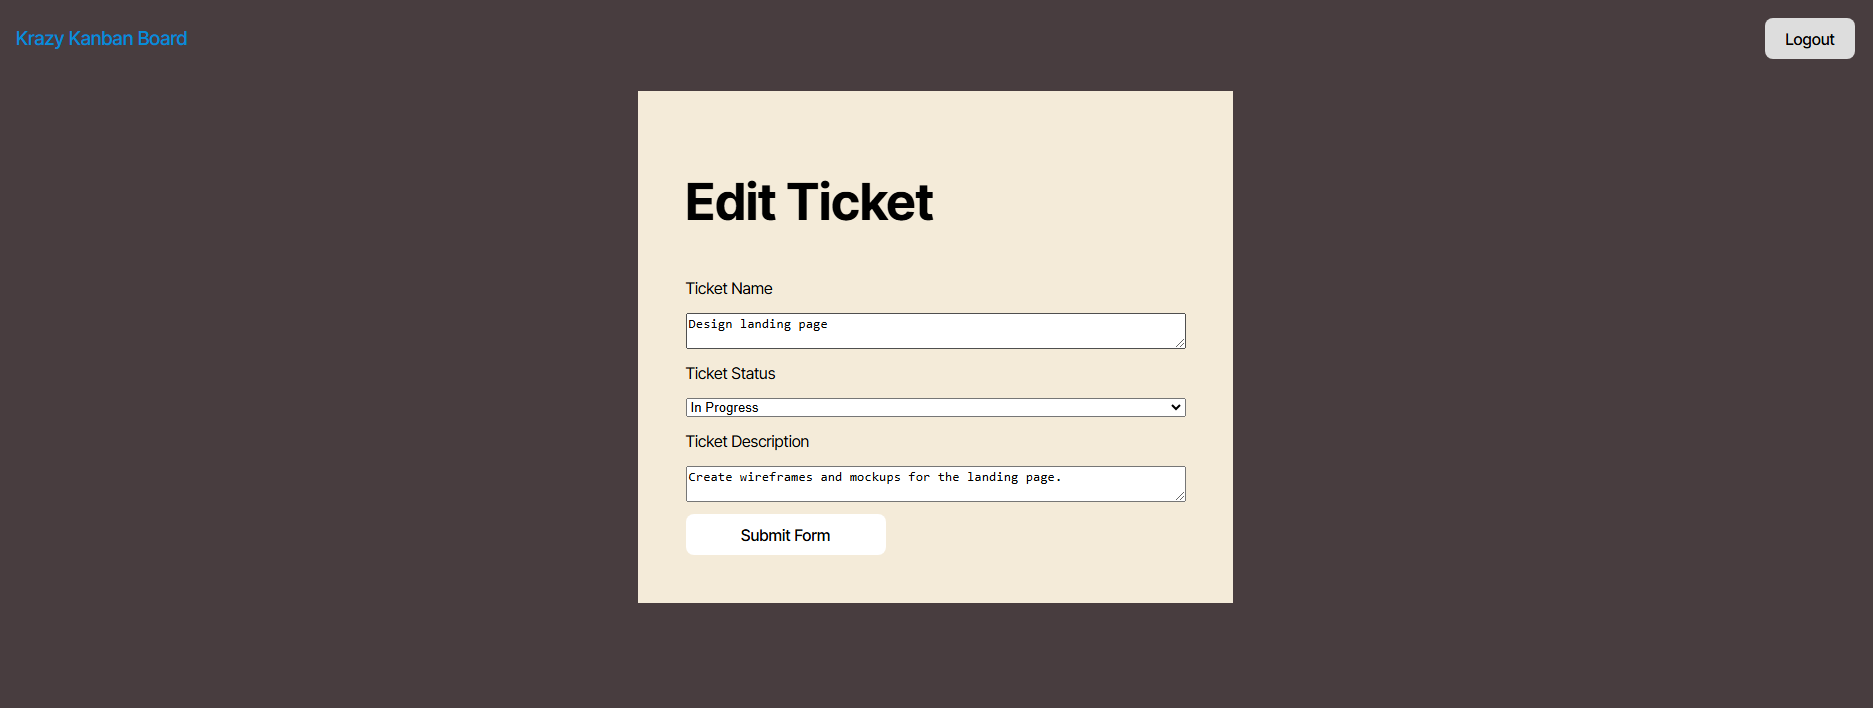 Krazy Kanban Board
Logout
Edit Ticket
Ticket Name
Design landing page
Ticket Status
In Progress
Ticket Description
Create wireframes and mockups for the landing page.
Submit Form